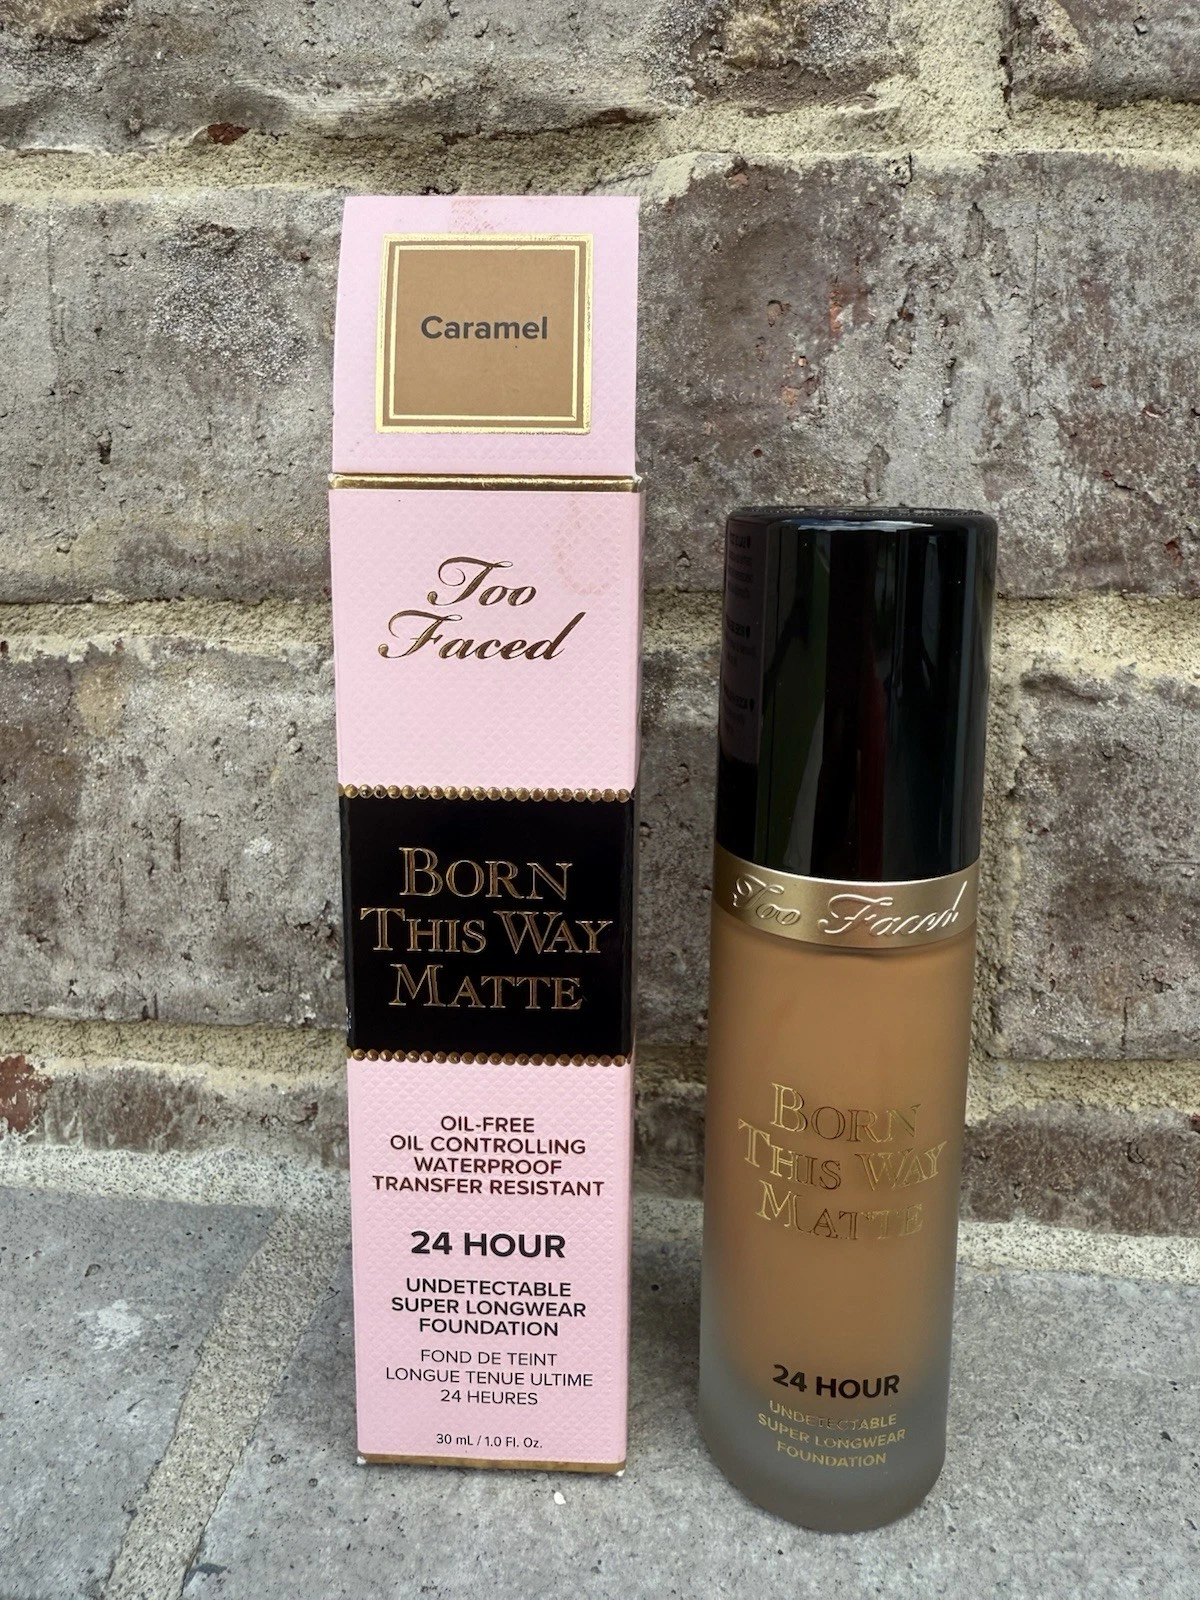 Caramel
Too
Faced
BORN
THIS WAY
MATTE
OIL-FREE
OIL CONTROLLING
WATERPROOF
TRANSFER RESISTANT
24 HOUR
UNDETECTABLE
SUPER LONGWEAR
FOUNDATION
FOND DE TEINT
LONGUE TENUE ULTIME
24 HEURES
30 mL / 1.0 Fl. Oz.
Too Faced
BORN
THIS WAY
MATTE
24 HOUR
UNDETECTABLE
SUPER LONGWEAR
FOUNDATION